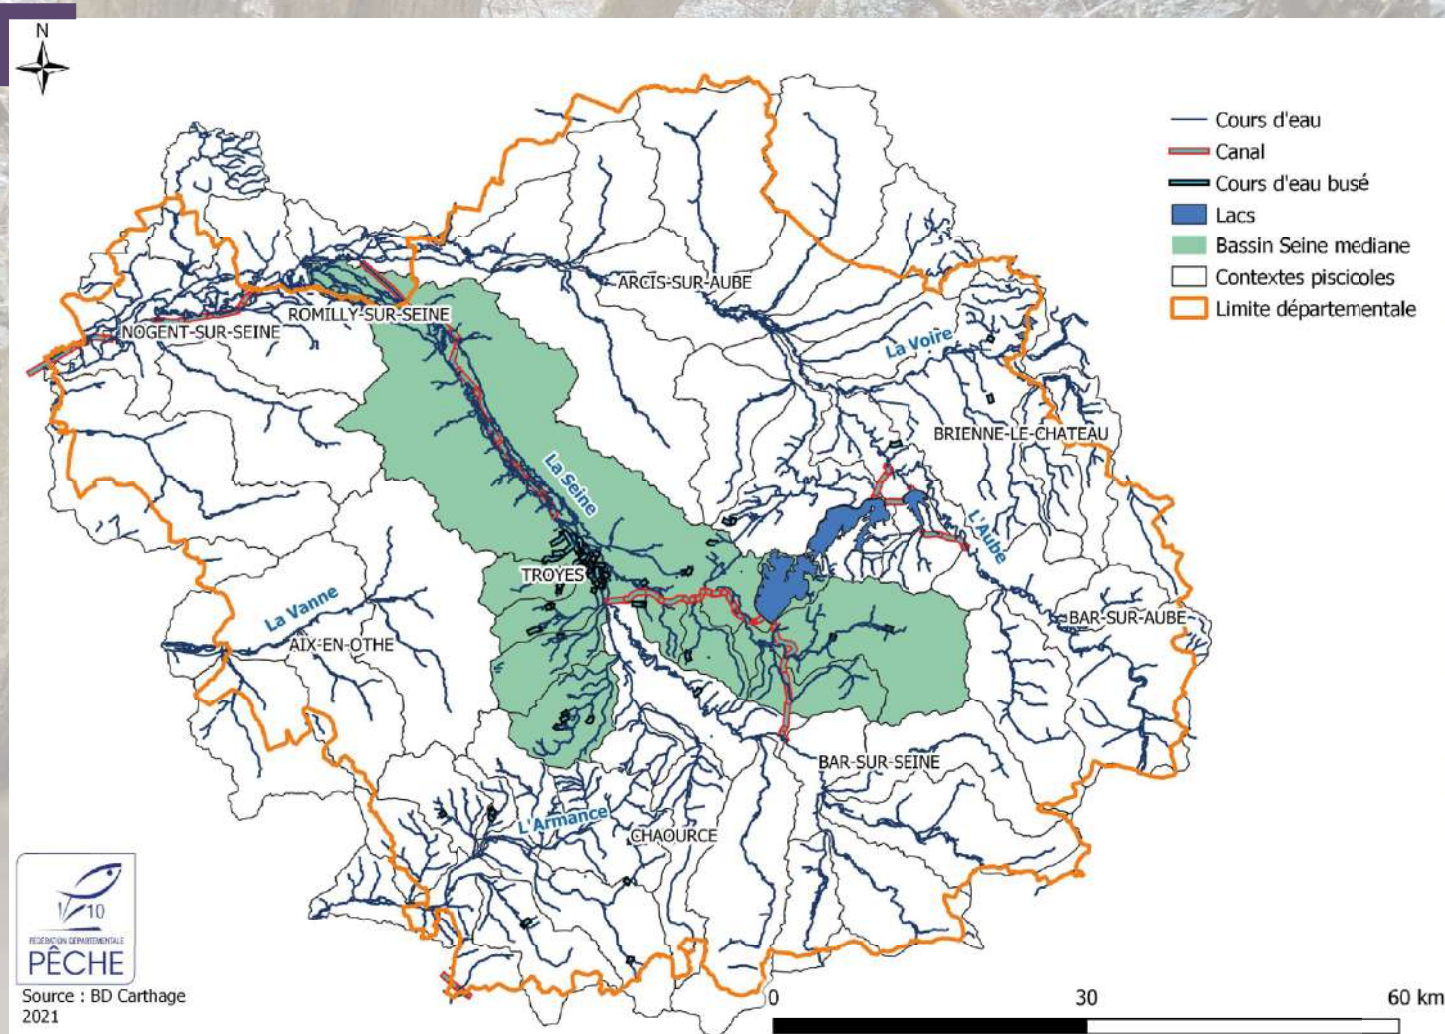 N
Cours d'eau
Canal
Cours d'eau busé
Lacs
Bassin Seine mediane
Contextes piscicoles
Limite départementale
ARCIS-SUR-AUBE
ROMILLY-SUR-SEINE
NOGENT-SUR-SEINE
La Voire
BRIENNE-LE-CHATEAU
La Seine
L'Aube
TROYES
La Vanne
BAR-SUR-AUBE
AIX-EN-OTHE
BAR-SUR-SEINE
L'Armance
CHAOURCE
10
FÉDÉRATION DÉPARTEMENTALE
PÊCHE
Source : BD Carthage
2021
0 30 60 km